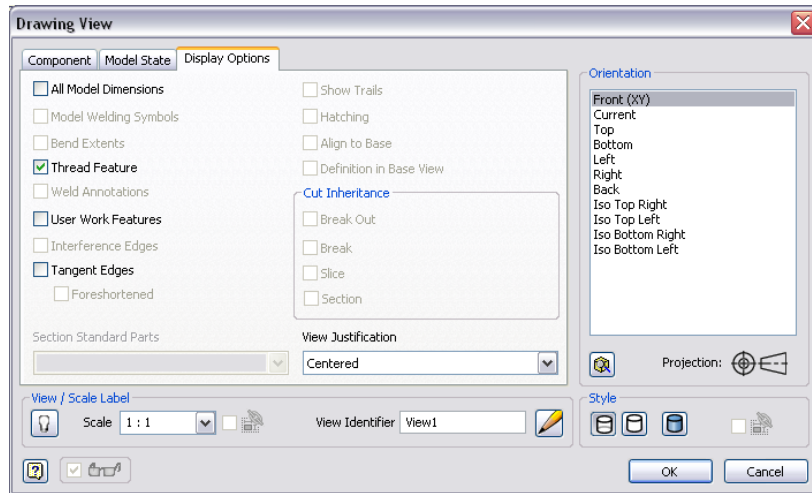 Drawing View
Component Model State Display Options
All Model Dimensions
Model Welding Symbols
Bend Extents
Thread Feature
Weld Annotations
User Work Features
Interference Edges
Tangent Edges
Foreshortened
Section Standard Parts
Show Trails
Hatching
Align to Base
Definition in Base View
Cut Inheritance
Break Out
Break
Slice
Section
View Justification
Centered
Orientation
Front (XY)
Current
Top
Bottom
Left
Right
Back
Iso Top Right
Iso Top Left
Iso Bottom Right
Iso Bottom Left
Projection:
View / Scale Label
Scale 1 : 1
View Identifier View1
Style
OK Cancel